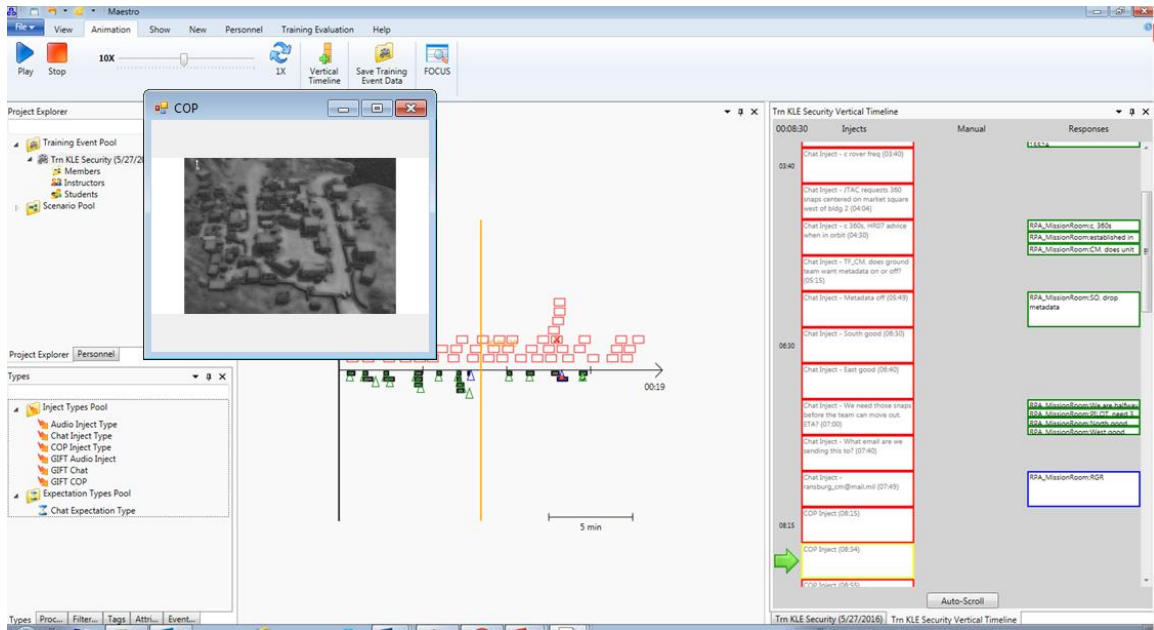 Maestro
File View Animation Show New Personnel Training Evaluation Help
10X
Play Stop 1X Vertical Timeline Save Training Event Data FOCUS
Project Explorer
Training Event Pool
Trn KLE Security (5/27/2
Members
Instructors
Students
Scenario Pool
Project Explorer Personnel
Types
Inject Types Pool
Audio Inject Type
Chat Inject Type
COP Inject Type
GIFT Audio Inject
GIFT Chat
GIFT COP
Expectation Types Pool
Chat Expectation Type
Types Proc... Filter... Tags Attri... Event...
COP
00:19
5 min
Trn KLE Security Vertical Timeline
00:08:30 Injects Manual Responses
03:40
Chat Inject - c rover freq (03:40)
Chat Inject - JTAC requests 360
snaps centered on market square
west of bldg 2 (04:04)
Chat Inject - c 360s, HR07 advice
when in orbit (04:30)
RPA_MissionRoom:c, 360s
RPA_MissionRoom:established in
RPA_MissionRoom:CM, does unit
Chat Inject - TF_CM, does ground
team want metadata on or off?
(05:15)
Chat Inject - Metadata off (05:49)
RPA_MissionRoom:SO, drop
metadata
06:30
Chat Inject - South good (06:30)
Chat Inject - East good (06:40)
Chat Inject - We need those snaps
before the team can move out.
ETA? (07:00)
RPA_MissionRoom:We are halfway
RPA_MissionRoom:PILOT, need 3
RPA_MissionRoom:North good
RPA_MissionRoom:West good
Chat Inject - What email are we
sending this to? (07:40)
Chat Inject -
ransburg_cm@mail.mil (07:49)
RPA_MissionRoom:RGR
08:15
COP Inject (08:15)
COP Inject (08:34)
COP Inject (08:55)
Auto-Scroll
Trn KLE Security (5/27/2016) Trn KLE Security Vertical Timeline